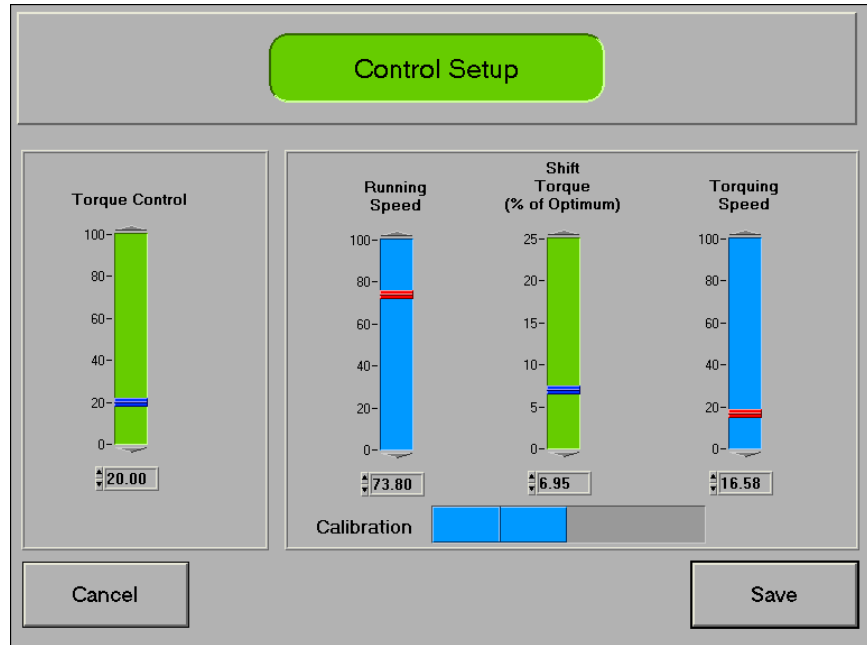 Control Setup
Torque Control
100
80
60
40
20
0
20.00
Running
Speed
100
80
60
40
20
0
73.80
Shift
Torque
(% of Optimum)
25
20
15
10
5
0
6.95
Torquing
Speed
100
80
60
40
20
0
16.58
Calibration
Cancel
Save